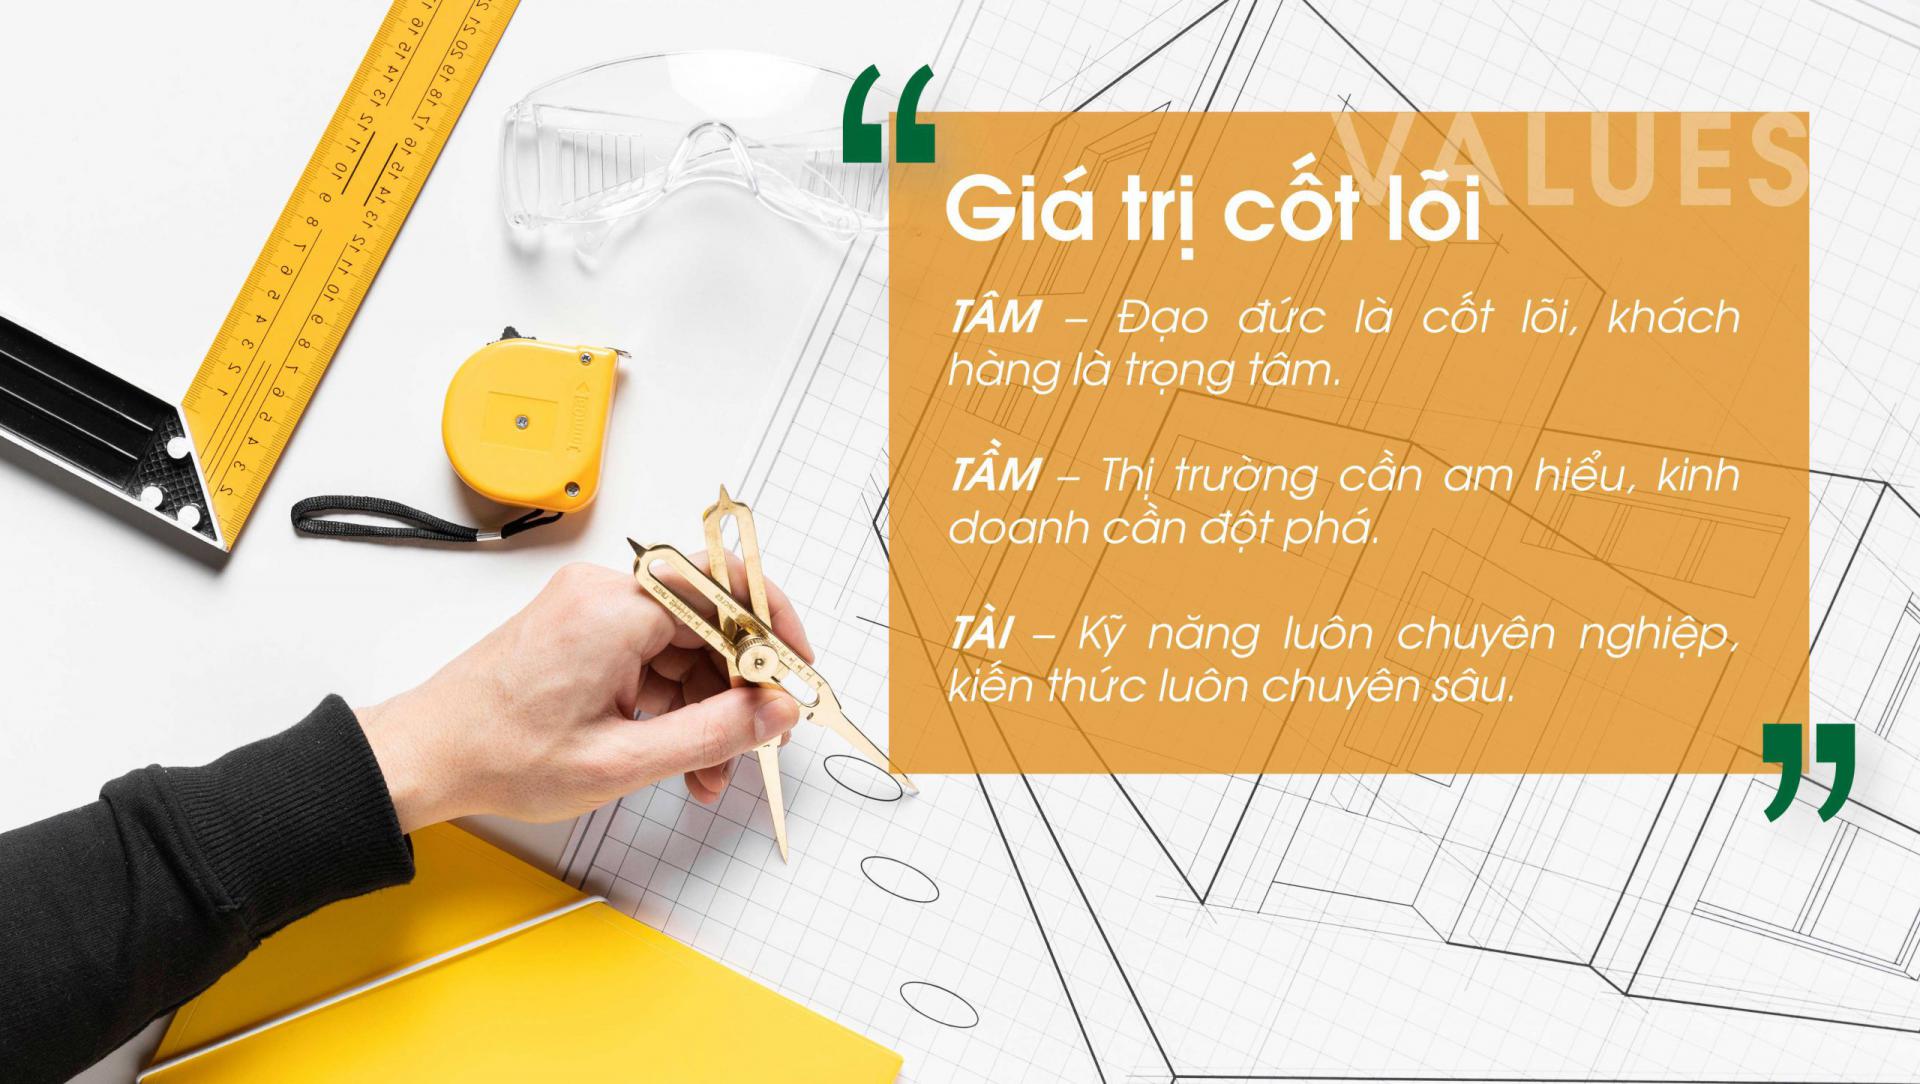 VALUES
Giá trị cốt lõi
TÂM – Đạo đức là cốt lõi, khách
hàng là trọng tâm.
TẦM – Thị trường cần am hiểu, kinh
doanh cần đột phá.
TÀI – Kỹ năng luôn chuyên nghiệp,
kiến thức luôn chuyên sâu.